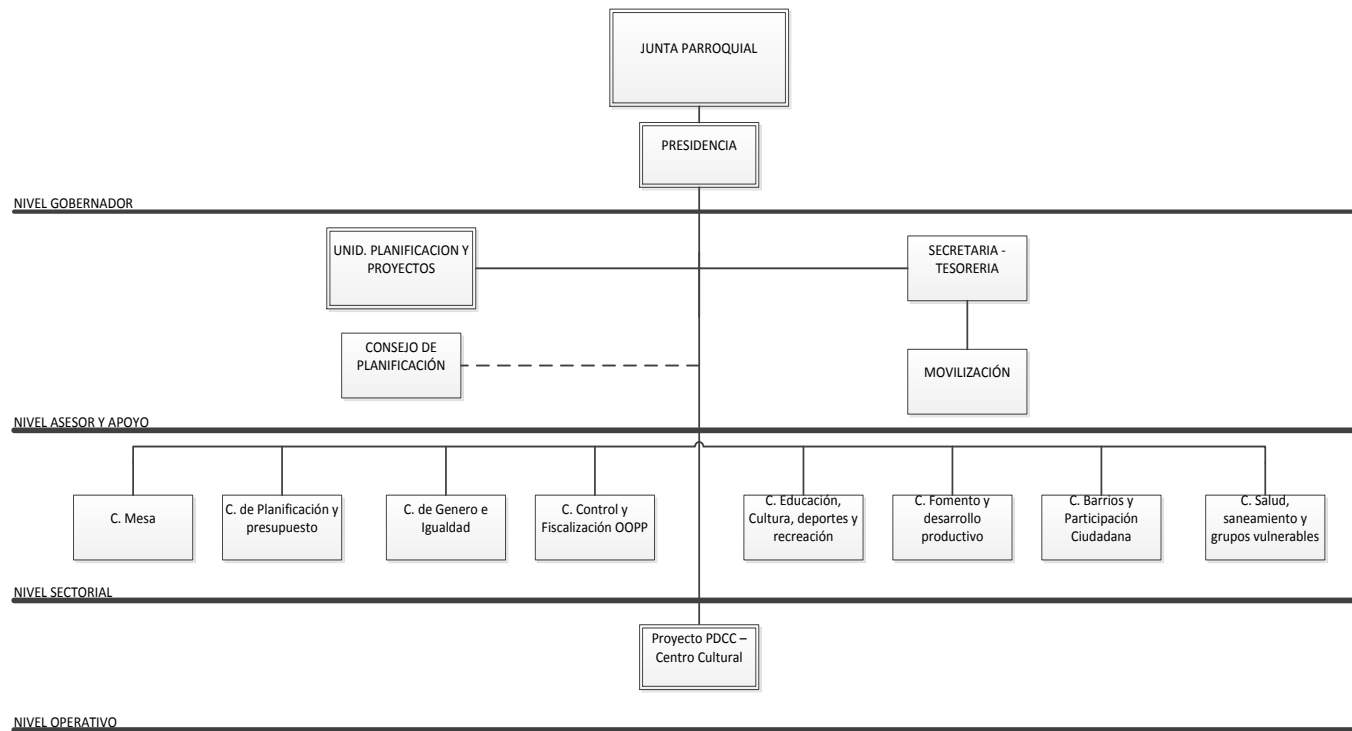 JUNTA PARROQUIAL
PRESIDENCIA
NIVEL GOBERNADOR
UNID. PLANIFICACION Y
PROYECTOS
SECRETARIA -
TESORERIA
CONSEJO DE
PLANIFICACIÓN
MOVILIZACIÓN
NIVEL ASESOR Y APOYO
C. Mesa
C. de Planificación y
presupuesto
C. de Genero e
Igualdad
C. Control y
Fiscalización OOPP
C. Educación,
Cultura, deportes y
recreación
C. Fomento y
desarrollo
productivo
C. Barrios y
Participación
Ciudadana
C. Salud,
saneamiento y
grupos vulnerables
NIVEL SECTORIAL
Proyecto PDCC –
Centro Cultural
NIVEL OPERATIVO